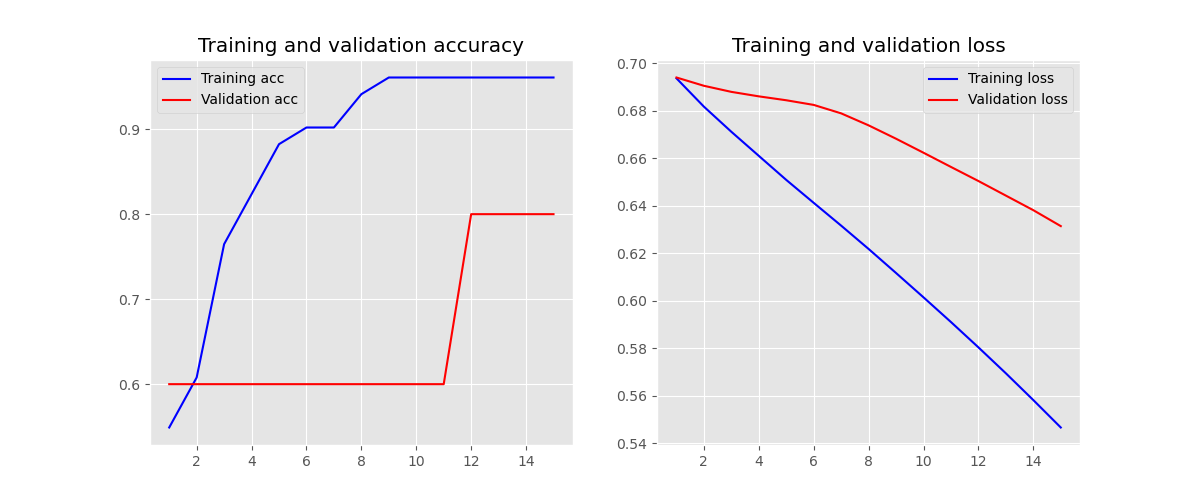 Training and validation accuracy
Training acc
Validation acc
0.9
0.8
0.7
0.6
2 4 6 8 10 12 14
Training and validation loss
Training loss
Validation loss
0.70
0.68
0.66
0.64
0.62
0.60
0.58
0.56
0.54
2 4 6 8 10 12 14